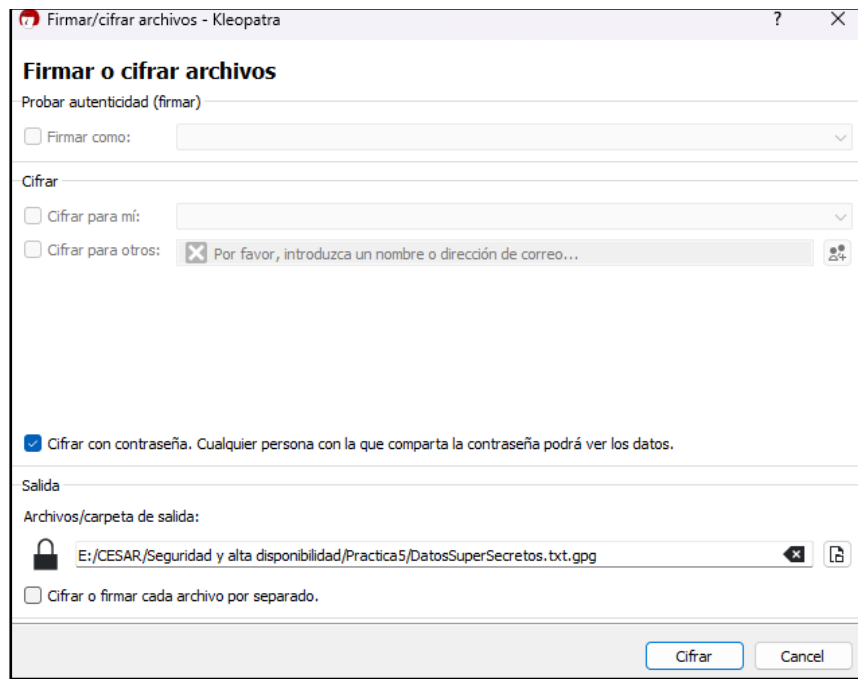 Firmar/cifrar archivos - Kleopatra
?
Firmar o cifrar archivos
Probar autenticidad (firmar)
Firmar como:
Cifrar
Cifrar para mí:
Cifrar para otros:
Por favor, introduzca un nombre o dirección de correo...
Cifrar con contraseña. Cualquier persona con la que comparta la contraseña podrá ver los datos.
Salida
Archivos/carpeta de salida:
E:/CESAR/Seguridad y alta disponibilidad/Practica5/DatosSuperSecretos.txt.gpg
Cifrar o firmar cada archivo por separado.
Cifrar
Cancel